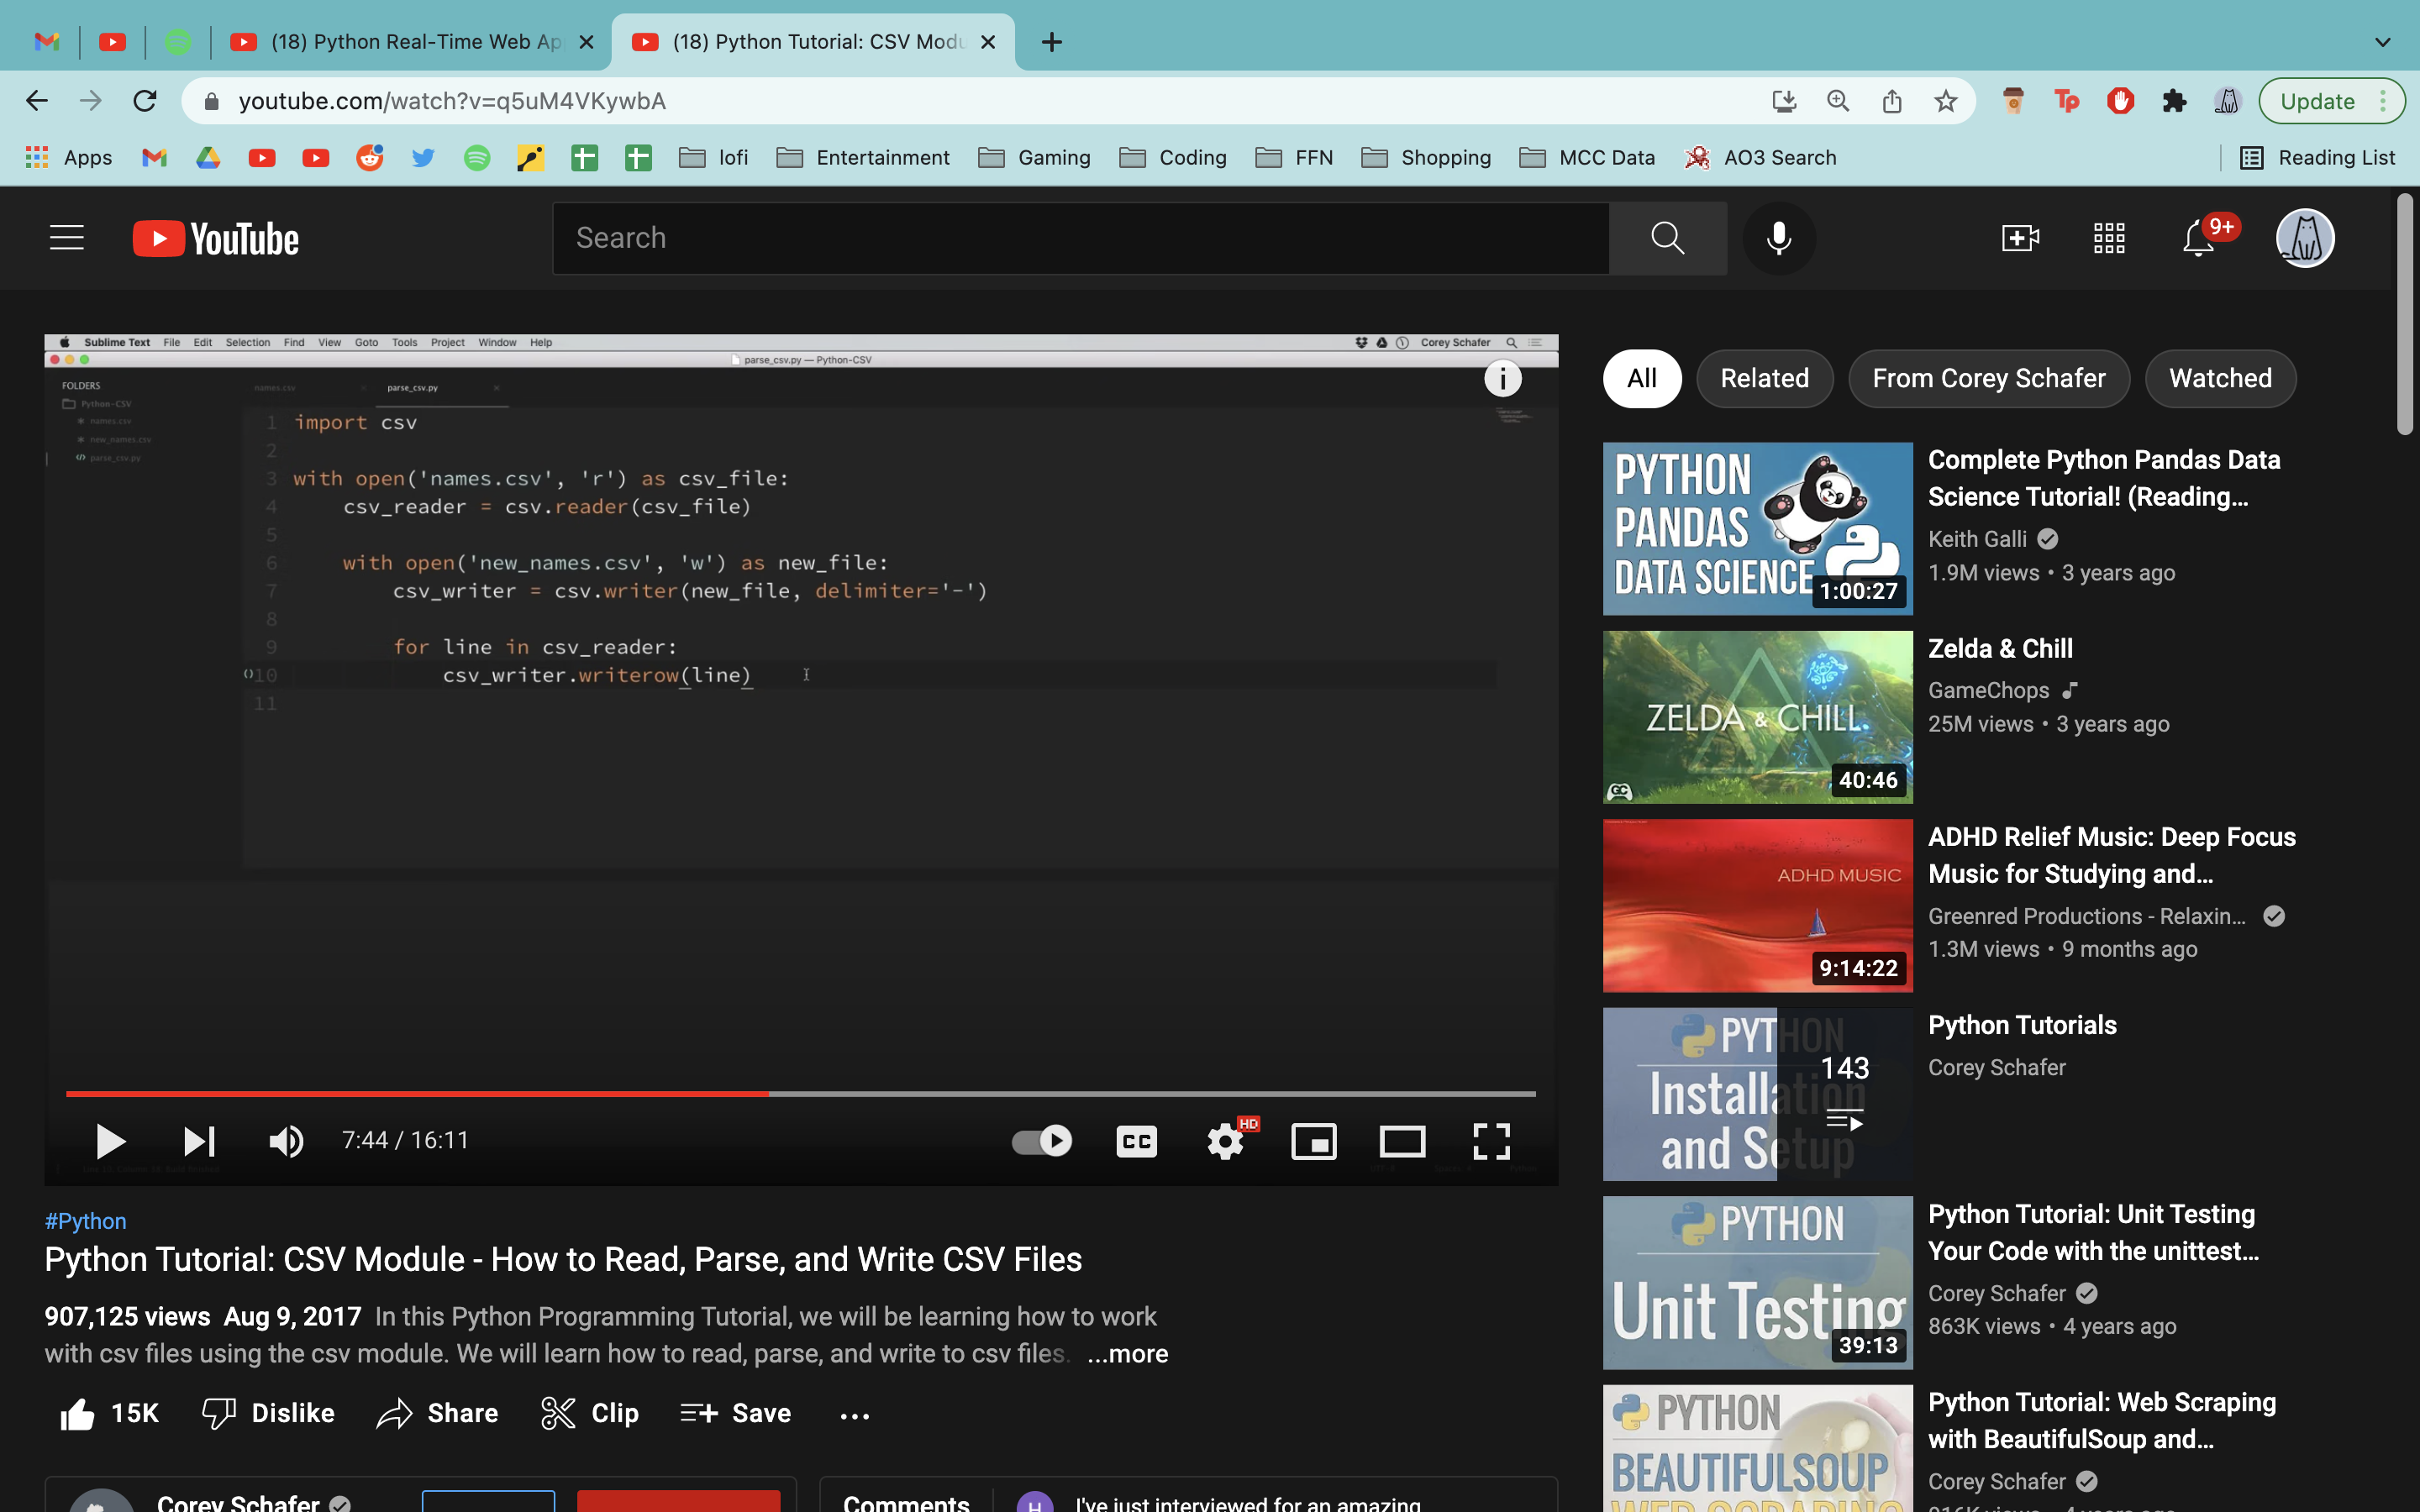 (18) Python Real-Time Web Ap
(18) Python Tutorial: CSV Modu
youtube.com/watch?v=q5uM4VKywbA
Tp
Update
Apps
lofi
Entertainment
Gaming
Coding
FFN
Shopping
MCC Data
AO3 Search
Reading List
YouTube
Search
9+
Sublime Text File Edit Selection Find View Goto Tools Project Window Help
Corey Schafer
parse_csv.py — Python-CSV
FOLDERS
Python-CSV
names.csv
new_names.csv
parse_csv.py
names.csv
parse_csv.py
1 import csv
2
3 with open('names.csv', 'r') as csv_file:
4 csv_reader = csv.reader(csv_file)
5
6 with open('new_names.csv', 'w') as new_file:
7 csv_writer = csv.writer(new_file, delimiter='-')
8
9 for line in csv_reader:
10 csv_writer.writerow(line)
11
7:44 / 16:11
CC
HD
#Python
Python Tutorial: CSV Module - How to Read, Parse, and Write CSV Files
907,125 views Aug 9, 2017 In this Python Programming Tutorial, we will be learning how to work
with csv files using the csv module. We will learn how to read, parse, and write to csv files. ...more
15K
Dislike
Share
Clip
Save
Corey Schafer
Comments
H
I've just interviewed for an amazing
All
Related
From Corey Schafer
Watched
PYTHON
PANDAS
DATA SCIENCE
1:00:27
Complete Python Pandas Data
Science Tutorial! (Reading...
Keith Galli
1.9M views • 3 years ago
ZELDA & CHILL
GC
40:46
Zelda & Chill
GameChops
25M views • 3 years ago
ADHD MUSIC
9:14:22
ADHD Relief Music: Deep Focus
Music for Studying and...
Greenred Productions - Relaxin...
1.3M views • 9 months ago
PYTHON
Installation
and Setup
143
Python Tutorials
Corey Schafer
PYTHON
Unit Testing
39:13
Python Tutorial: Unit Testing
Your Code with the unittest...
Corey Schafer
863K views • 4 years ago
PYTHON
BEAUTIFULSOUP
WEB SCRAPING
Python Tutorial: Web Scraping
with BeautifulSoup and...
Corey Schafer
916K views • 4 years ago